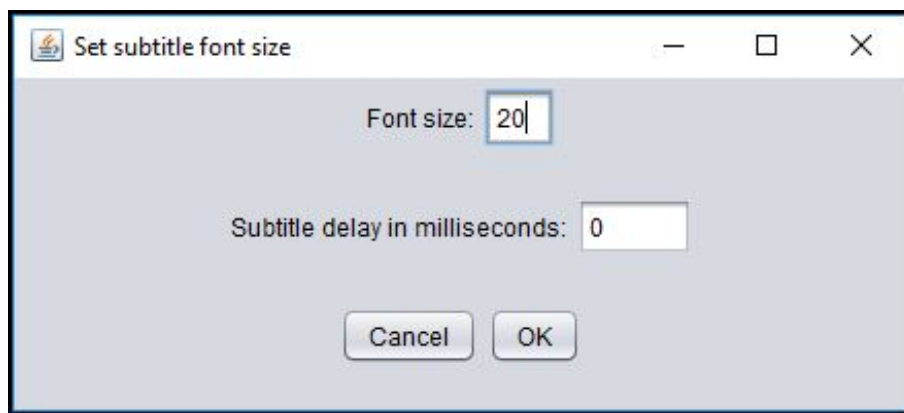 Set subtitle font size
Font size: 20
Subtitle delay in milliseconds: 0
Cancel OK